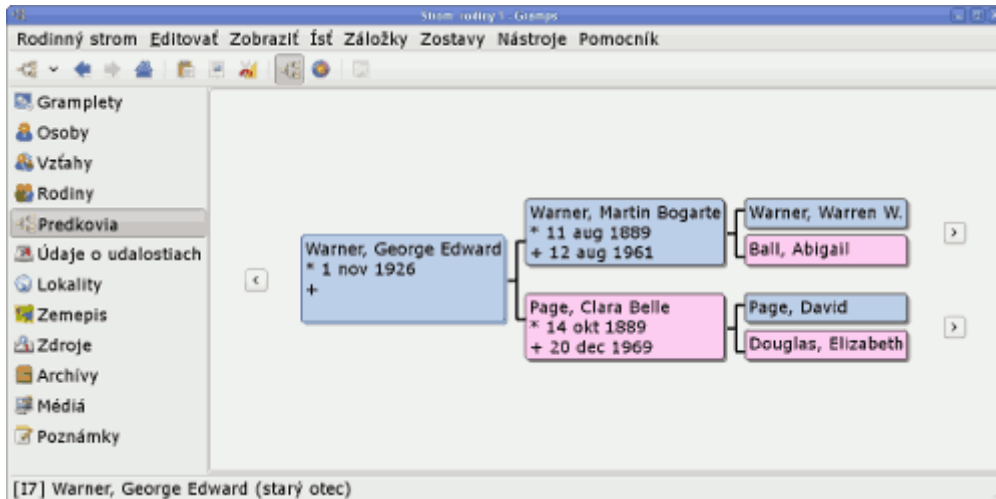 Strom rodiny 1 - Gramps
Rodinný strom Editovať Zobraziť Ísť Záložky Zostavy Nástroje Pomocník
Gramplety
Osoby
Vzťahy
Rodiny
Predkovia
Údaje o udalostiach
Lokality
Zemepis
Zdroje
Archívy
Médiá
Poznámky
Warner, George Edward
* 1 nov 1926
+
Warner, Martin Bogarte
* 11 aug 1889
+ 12 aug 1961
Page, Clara Belle
* 14 okt 1889
+ 20 dec 1969
Warner, Warren W.
Ball, Abigail
Page, David
Douglas, Elizabeth
[I7] Warner, George Edward (starý otec)